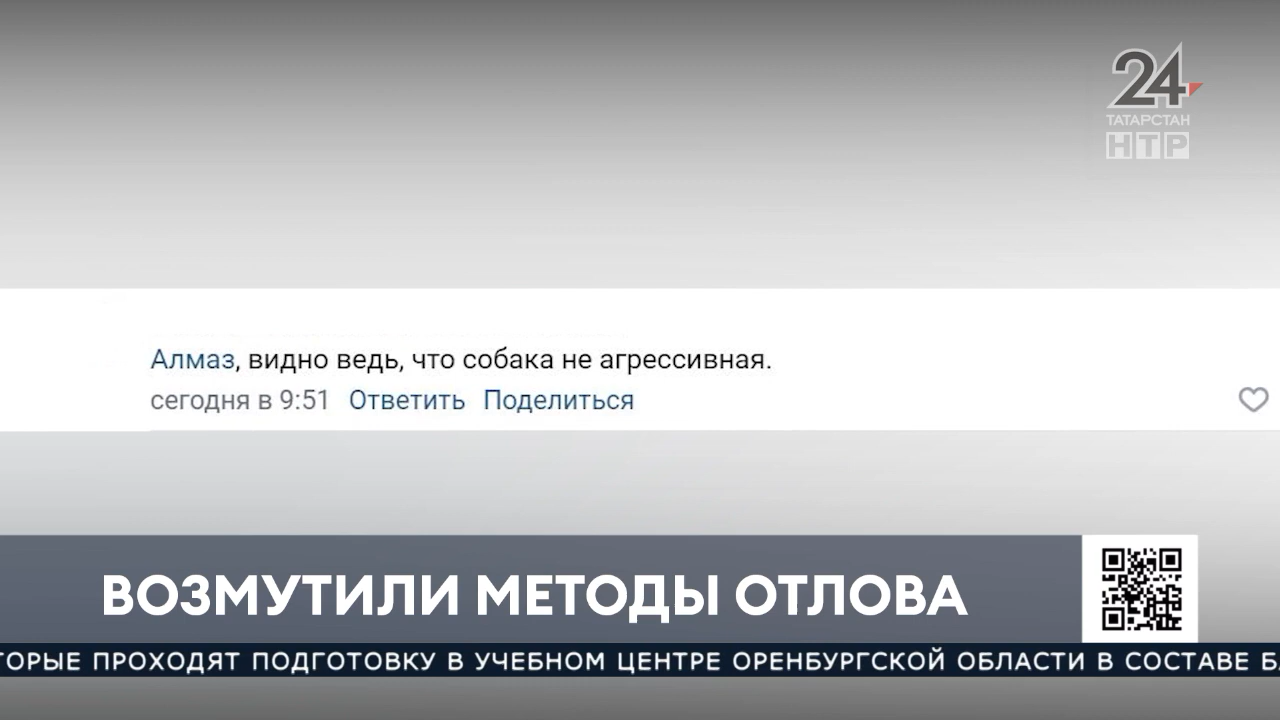 24
ТАТАРСТАН
НТР
Алмаз, видно ведь, что собака не агрессивная.
сегодня в 9:51 Ответить Поделиться
ВОЗМУТИЛИ МЕТОДЫ ОТЛОВА
ТОРЫЕ ПРОХОДЯТ ПОДГОТОВКУ В УЧЕБНОМ ЦЕНТРЕ ОРЕНБУРГСКОЙ ОБЛАСТИ В СОСТАВЕ